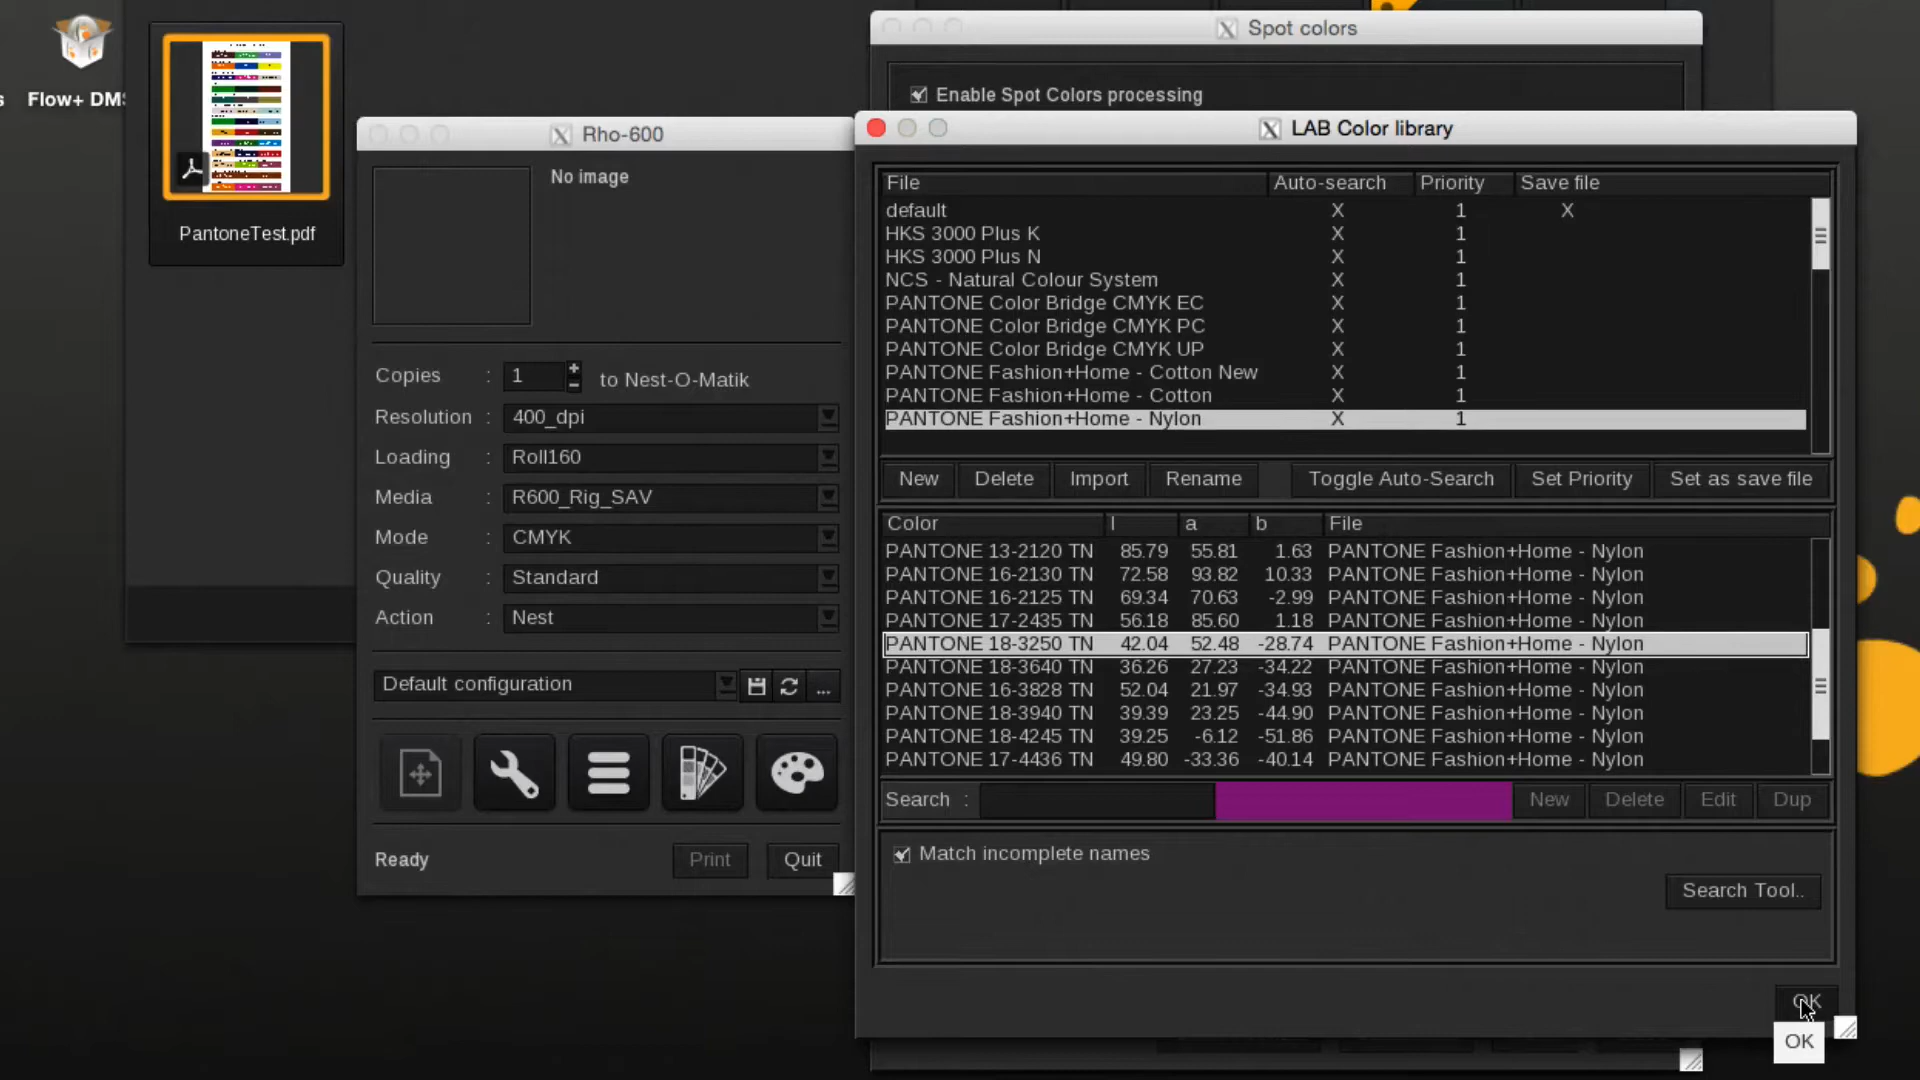 Spot colors
Enable Spot Colors processing
Flow+ DMS
PantoneTest.pdf
Rho-600
No image
Copies : 1 to Nest-O-Matik
Resolution : 400_dpi
Loading : Roll160
Media : R600_Rig_SAV
Mode : CMYK
Quality : Standard
Action : Nest
Default configuration ...
Ready Print Quit
LAB Color library
File Auto-search Priority Save file
default X 1 X
HKS 3000 Plus K X 1
HKS 3000 Plus N X 1
NCS - Natural Colour System X 1
PANTONE Color Bridge CMYK EC X 1
PANTONE Color Bridge CMYK PC X 1
PANTONE Color Bridge CMYK UP X 1
PANTONE Fashion+Home - Cotton New X 1
PANTONE Fashion+Home - Cotton X 1
PANTONE Fashion+Home - Nylon X 1
New Delete Import Rename Toggle Auto-Search Set Priority Set as save file
Color l a b File
PANTONE 13-2120 TN 85.79 55.81 1.63 PANTONE Fashion+Home - Nylon
PANTONE 16-2130 TN 72.58 93.82 10.33 PANTONE Fashion+Home - Nylon
PANTONE 16-2125 TN 69.34 70.63 -2.99 PANTONE Fashion+Home - Nylon
PANTONE 17-2435 TN 56.18 85.60 1.18 PANTONE Fashion+Home - Nylon
PANTONE 18-3250 TN 42.04 52.48 -28.74 PANTONE Fashion+Home - Nylon
PANTONE 18-3640 TN 36.26 27.23 -34.22 PANTONE Fashion+Home - Nylon
PANTONE 16-3828 TN 52.04 21.97 -34.93 PANTONE Fashion+Home - Nylon
PANTONE 18-3940 TN 39.39 23.25 -44.90 PANTONE Fashion+Home - Nylon
PANTONE 18-4245 TN 39.25 -6.12 -51.86 PANTONE Fashion+Home - Nylon
PANTONE 17-4436 TN 49.80 -33.36 -40.14 PANTONE Fashion+Home - Nylon
Search : New Delete Edit Dup
Match incomplete names
Search Tool..
OK
OK